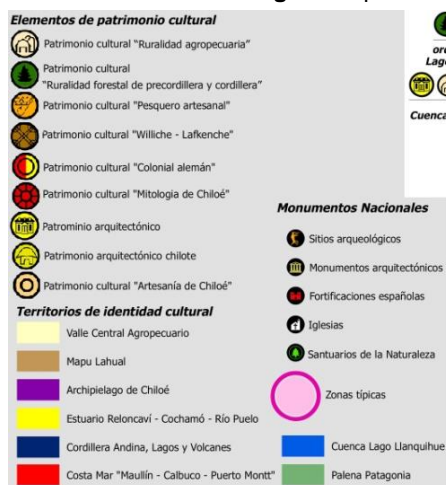 Elementos de patrimonio cultural
Patrimonio cultural "Ruralidad agropecuaria"
Patrimonio cultural
"Ruralidad forestal de precordillera y cordillera"
Patrimonio cultural "Pesquero artesanal"
Patrimonio cultural "Williche - Lafkenche"
Patrimonio cultural "Colonial alemán"
Patrimonio cultural "Mitologia de Chiloé"
Patrominio arquitectónico
Patrimonio arquitectónico chilote
Patrimonio cultural "Artesanía de Chiloé"
Territorios de identidad cultural
Valle Central Agropecuario
Mapu Lahual
Archipielago de Chiloé
Estuario Reloncaví - Cochamó - Río Puelo
Cordillera Andina, Lagos y Volcanes
Costa Mar "Maullín - Calbuco - Puerto Montt"
Monumentos Nacionales
Sitios arqueológicos
Monumentos arquitectónicos
Fortificaciones españolas
Iglesias
Santuarios de la Naturaleza
Zonas típicas
Cuenca Lago Llanquihue
Palena Patagonia
Cuenca